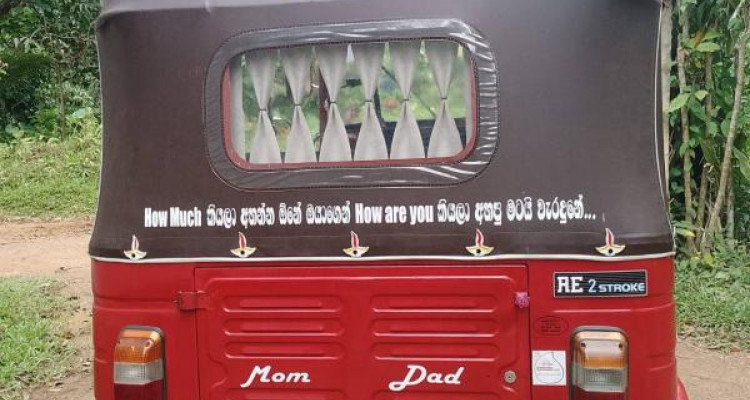 How Much කියලා අහන්න ඕනේ ඔයාගෙන් How are you කියලා අහපු මටයි වැරදුනේ...
RE 2 STROKE
Mom Dad